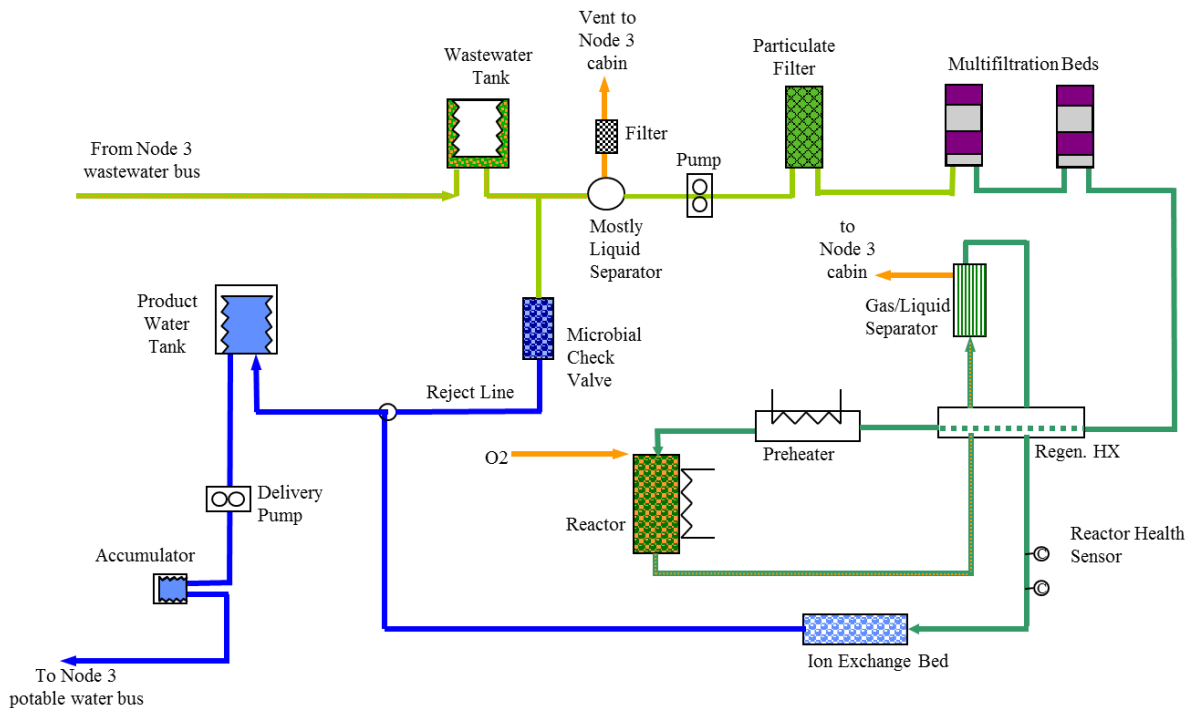 Vent to
Node 3
cabin
Wastewater
Tank
Particulate
Filter
Multifiltration Beds
Filter
From Node 3
wastewater bus
Pump
Mostly
Liquid
Separator
to
Node 3
cabin
Gas/Liquid
Separator
Product
Water
Tank
Microbial
Check
Valve
Reject Line
O2
Preheater
Regen. HX
Reactor
Delivery
Pump
Reactor Health
Sensor
C
C
Accumulator
Ion Exchange Bed
To Node 3
potable water bus